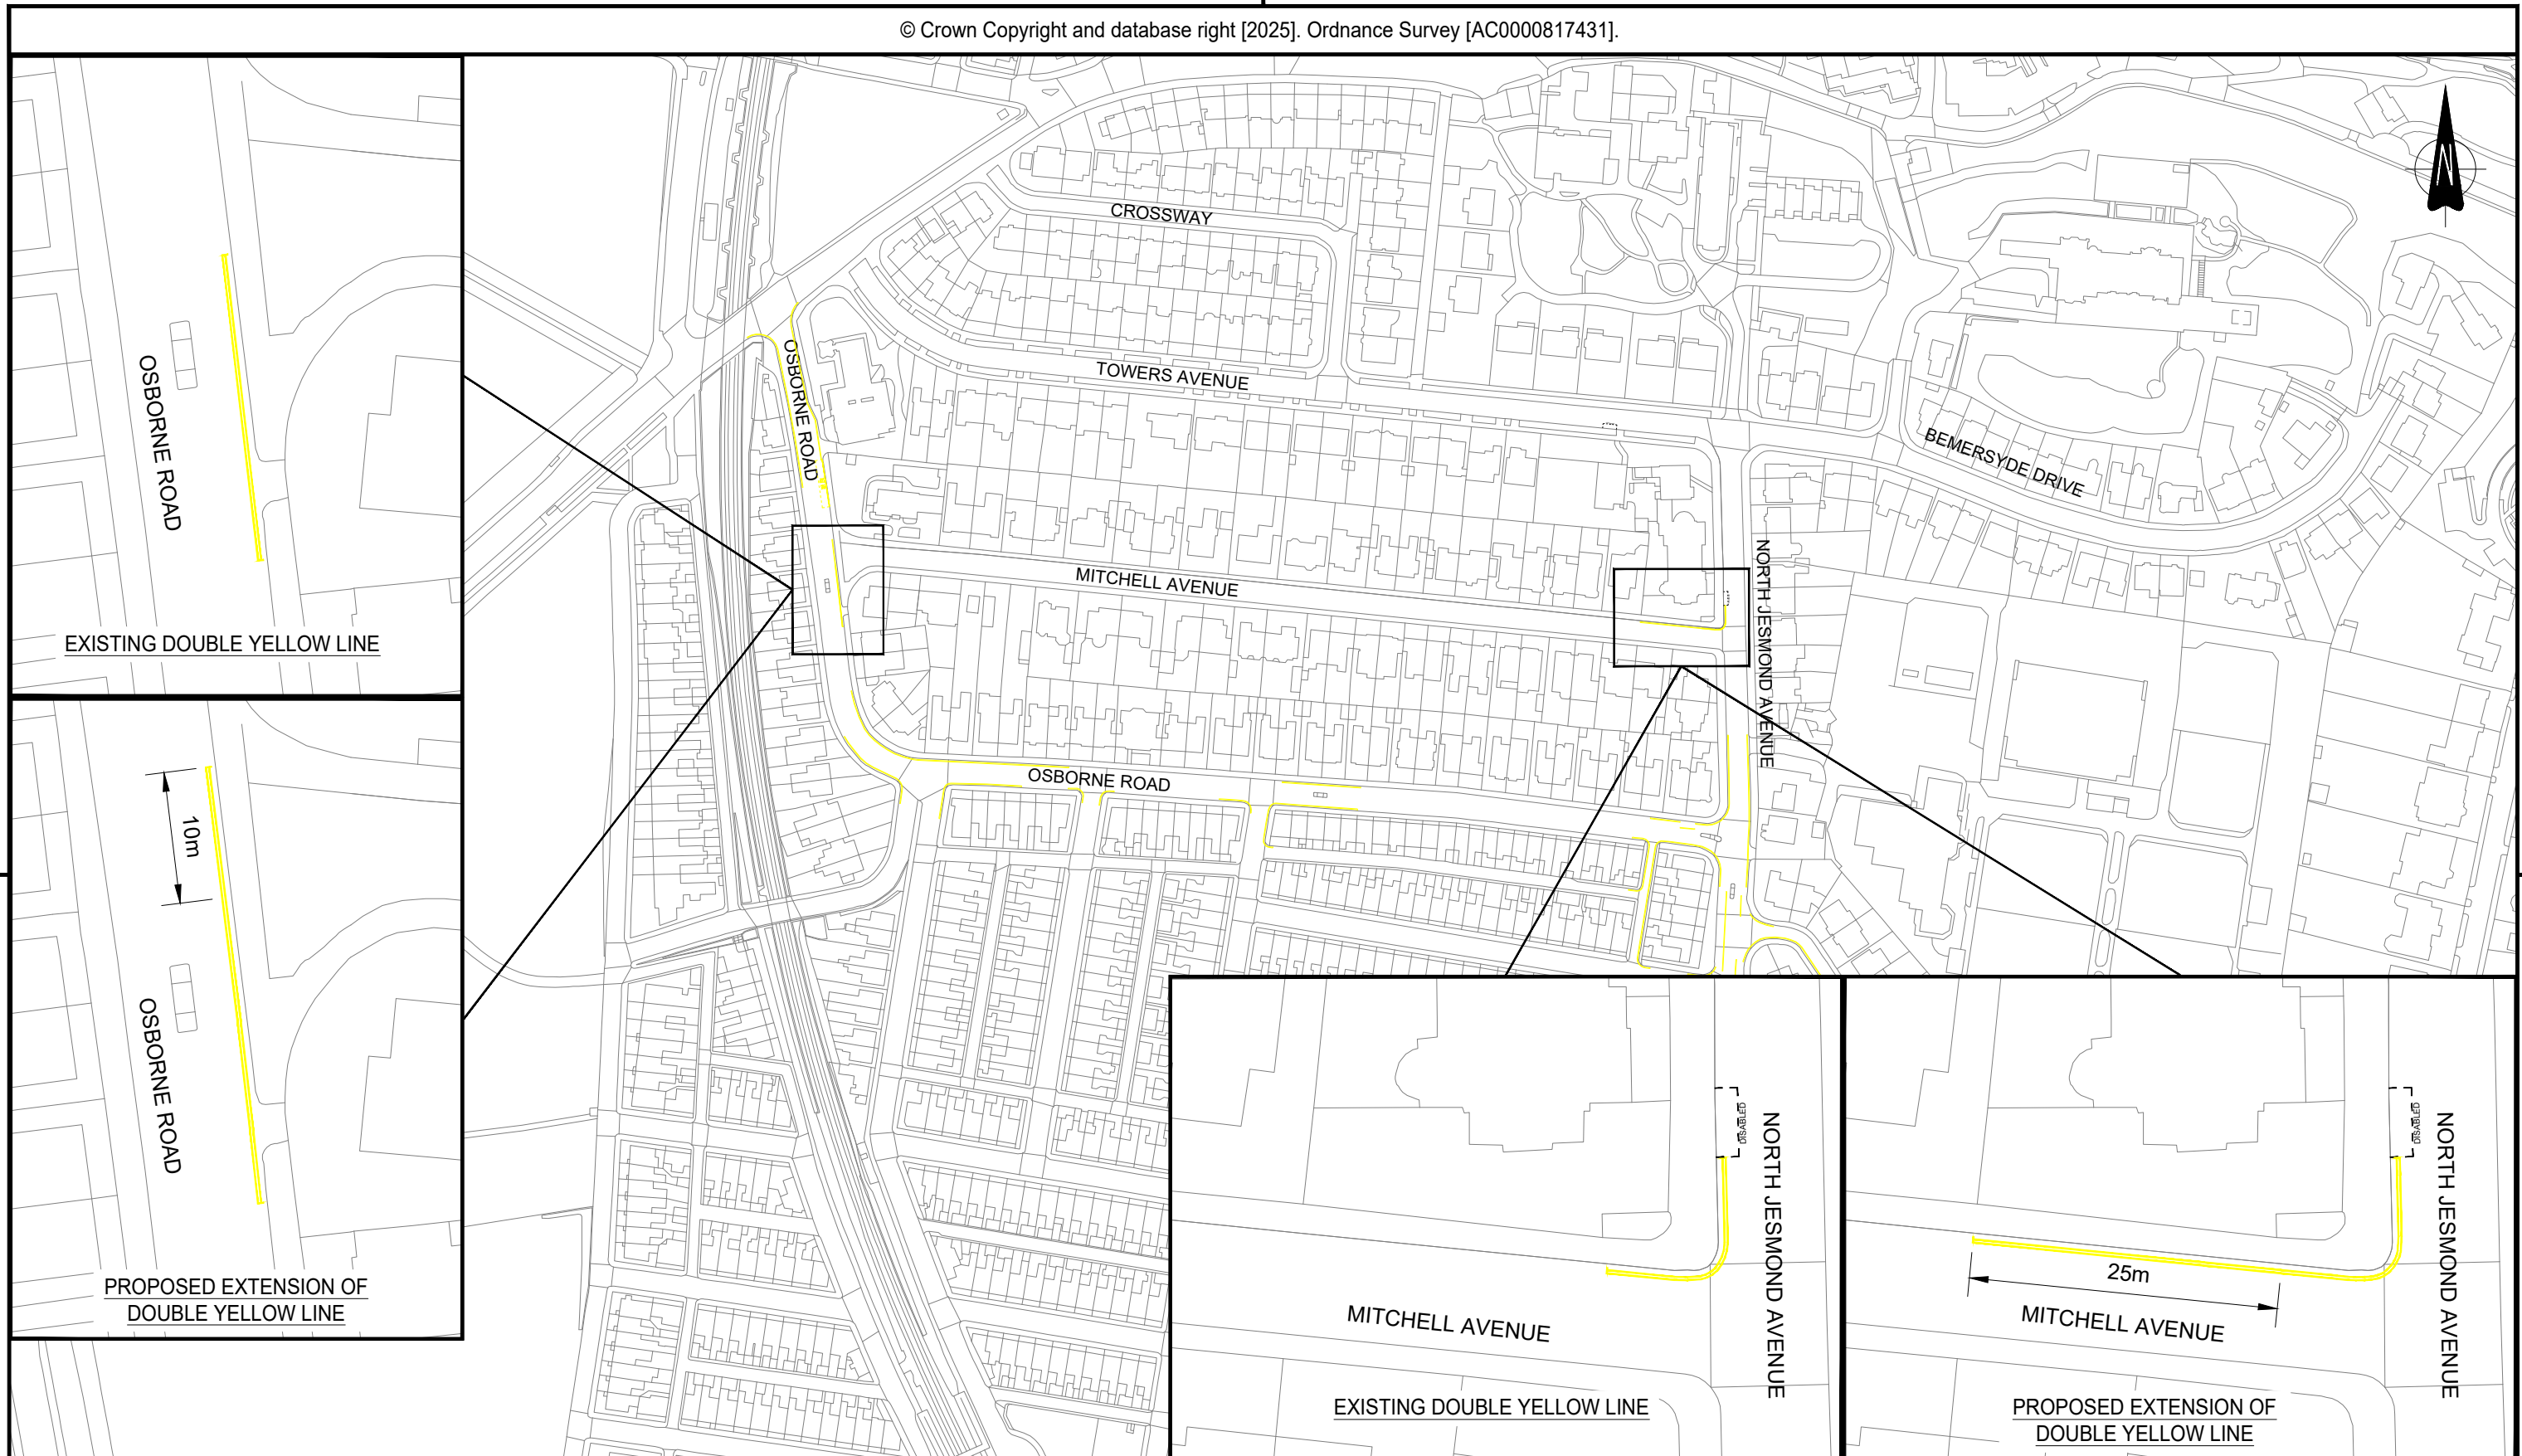 © Crown Copyright and database right [2025]. Ordnance Survey [AC0000817431].
OSBORNE ROAD
EXISTING DOUBLE YELLOW LINE
10m
OSBORNE ROAD
PROPOSED EXTENSION OF
DOUBLE YELLOW LINE
N
CROSSWAY
TOWERS AVENUE
OSBORNE ROAD
BEMERSYDE DRIVE
MITCHELL AVENUE
NORTH JESMOND AVENUE
OSBORNE ROAD
DISABLED
NORTH JESMOND AVENUE
MITCHELL AVENUE
EXISTING DOUBLE YELLOW LINE
DISABLED
NORTH JESMOND AVENUE
25m
MITCHELL AVENUE
PROPOSED EXTENSION OF
DOUBLE YELLOW LINE